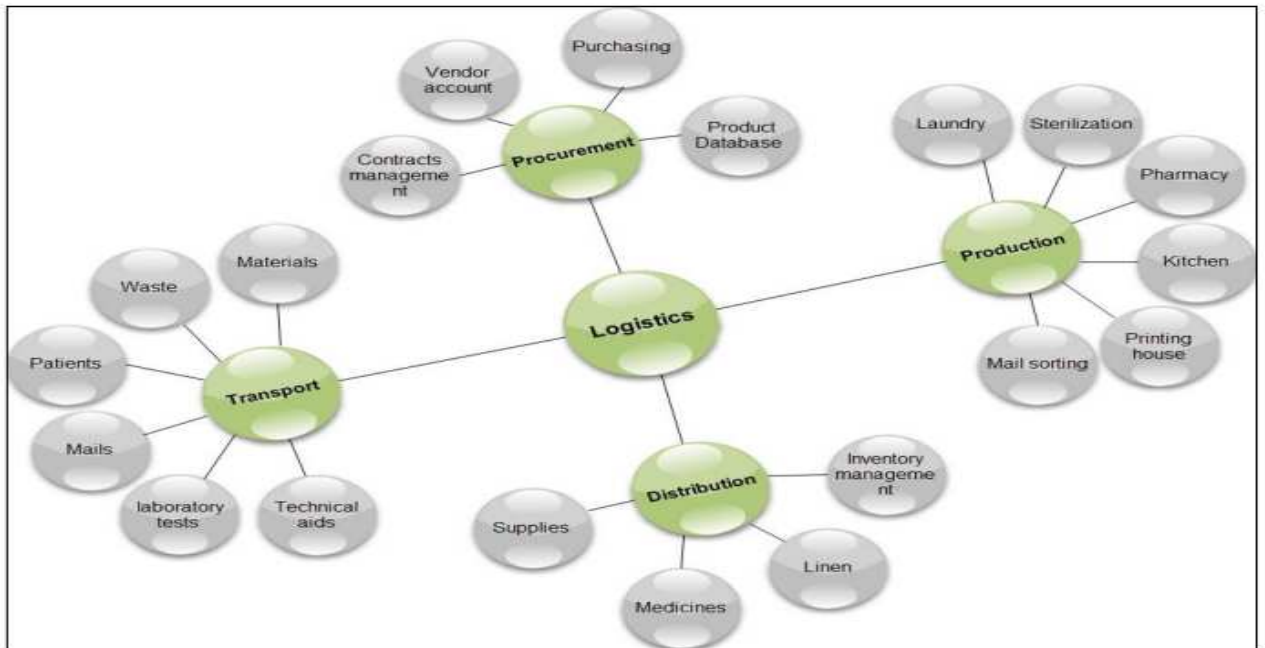 Purchasing
Vendor
account
Procurement
Product
Database
Contracts
manageme
nt
Laundry
Sterilization
Pharmacy
Production
Kitchen
Printing
house
Mail sorting
Logistics
Materials
Waste
Patients
Transport
Mails
laboratory
tests
Technical
aids
Distribution
Inventory
manageme
nt
Supplies
Linen
Medicines